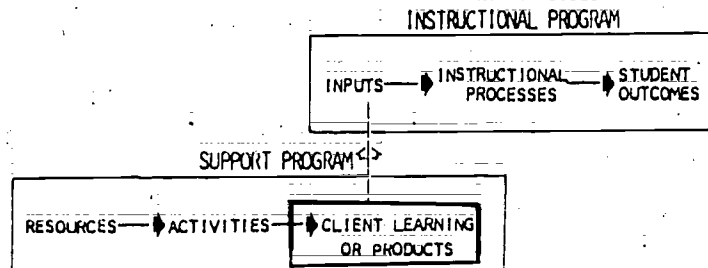 INSTRUCTIONAL PROGRAM
INPUTS INSTRUCTIONAL PROCESSES STUDENT OUTCOMES
SUPPORT PROGRAM
RESOURCES ACTIVITIES CLIENT LEARNING OR PRODUCTS